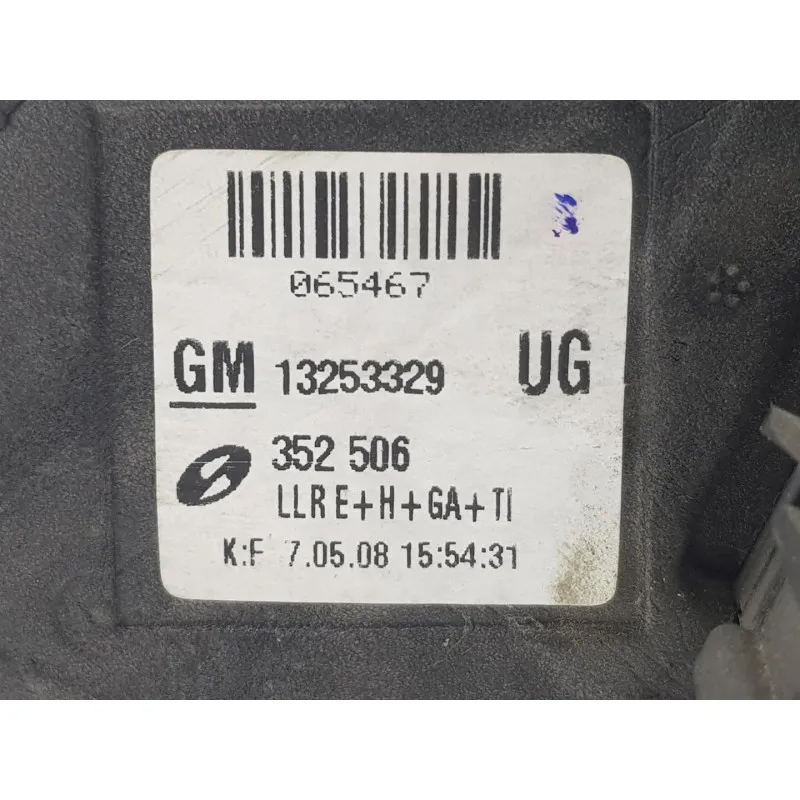 065467
GM 13253329 UG
352 506
LLR E+H+GA+TI
K:F 7.05.08 15:54:31